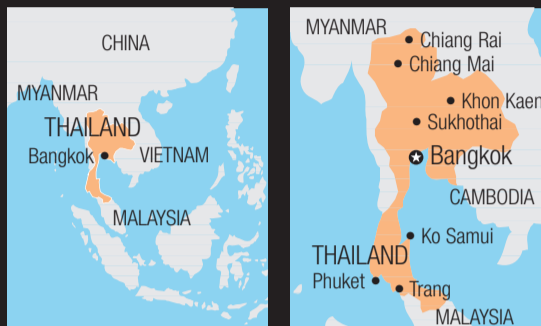 CHINA
MYANMAR
THAILAND
Bangkok
VIETNAM
MALAYSIA
MYANMAR
Chiang Rai
Chiang Mai
Khon Kaen
Sukhothai
Bangkok
CAMBODIA
Ko Samui
THAILAND
Phuket
Trang
MALAYSIA